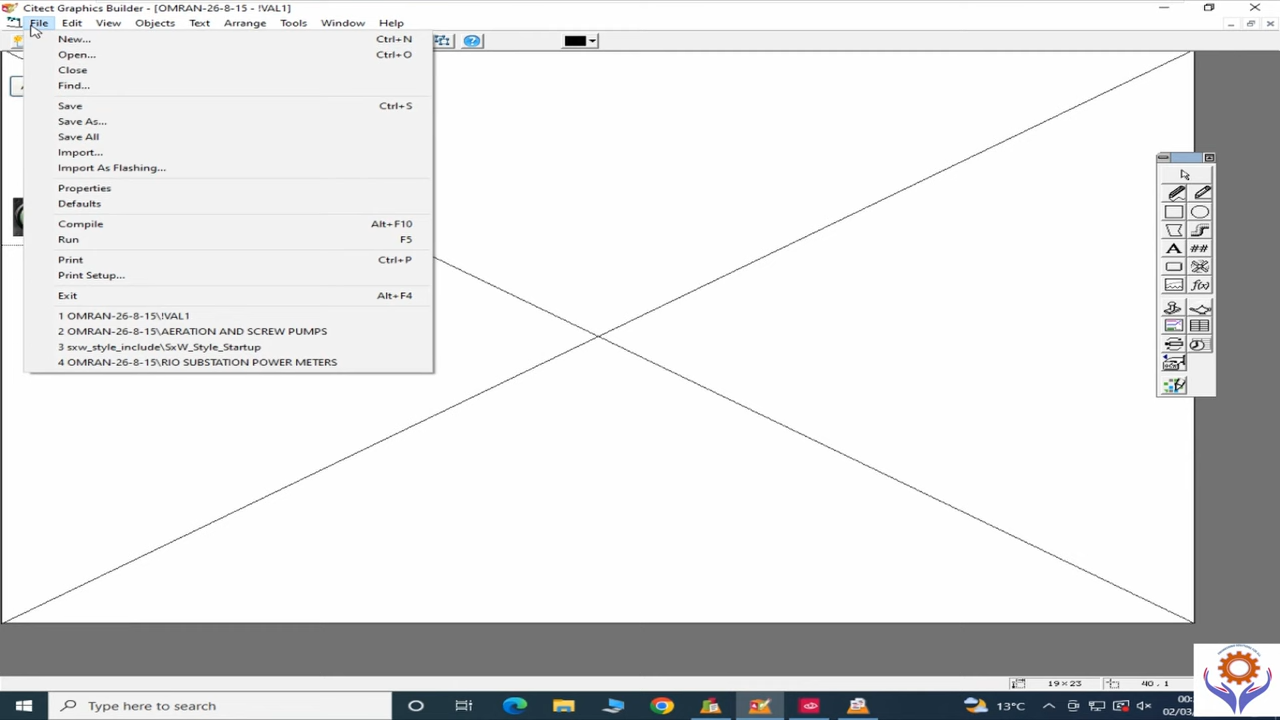 Citect Graphics Builder - [OMRAN-26-8-15 - !VAL1]
File Edit View Objects Text Arrange Tools Window Help
New... Ctrl+N
Open... Ctrl+O
Close
Find...
Save Ctrl+S
Save As...
Save All
Import...
Import As Flashing...
Properties
Defaults
Compile Alt+F10
Run F5
Print Ctrl+P
Print Setup...
Exit Alt+F4
1 OMRAN-26-8-15\!VAL1
2 OMRAN-26-8-15\AERATION AND SCREW PUMPS
3 sxw_style_include\SxW_Style_Startup
4 OMRAN-26-8-15\RIO SUBSTATION POWER METERS
A
##
f(x)
19×23 40 , 1
Type here to search
13°C
00:
02/03